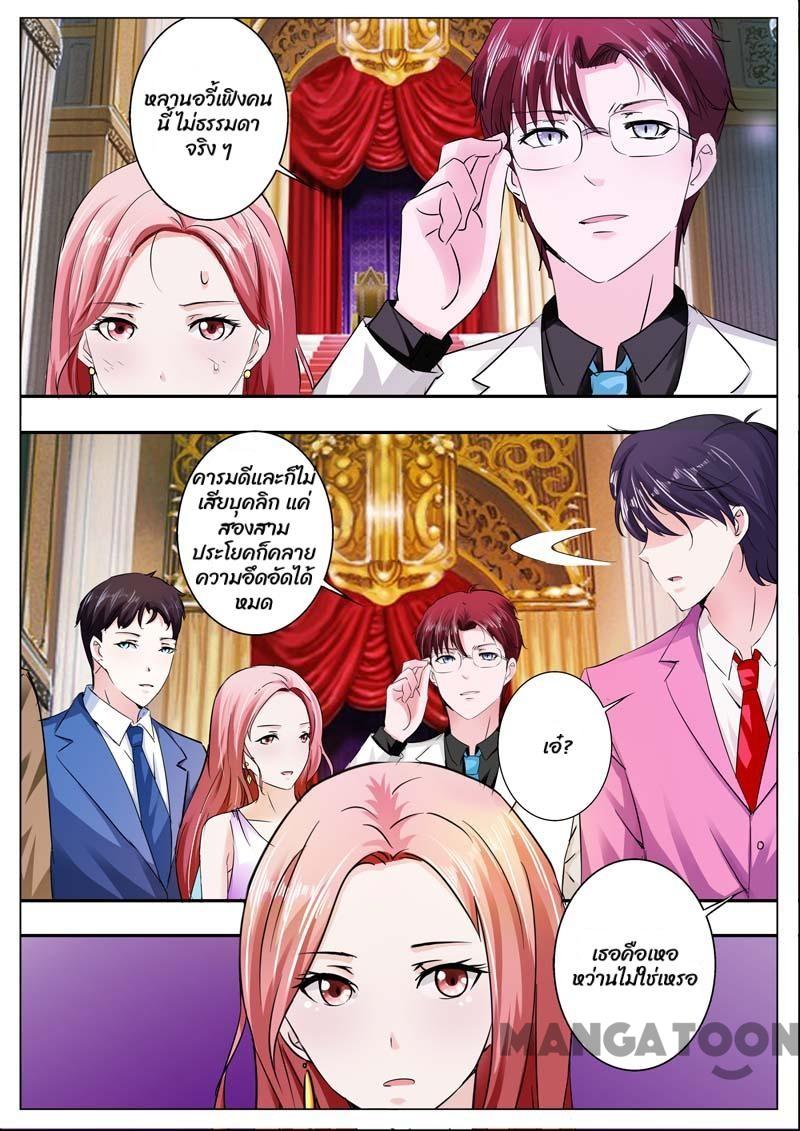 หลานอวี้เฟิงคน
นี้ ไม่ธรรมดา
จริง ๆ
คารมดีและก็ไม่
เสียบุคลิก แค่
สองสาม
ประโยคก็คลาย
ความอึดอัดได้
หมด
เอ๋?
เธอคือเหอ
หว่านไม่ใช่เหรอ
MANGATOON